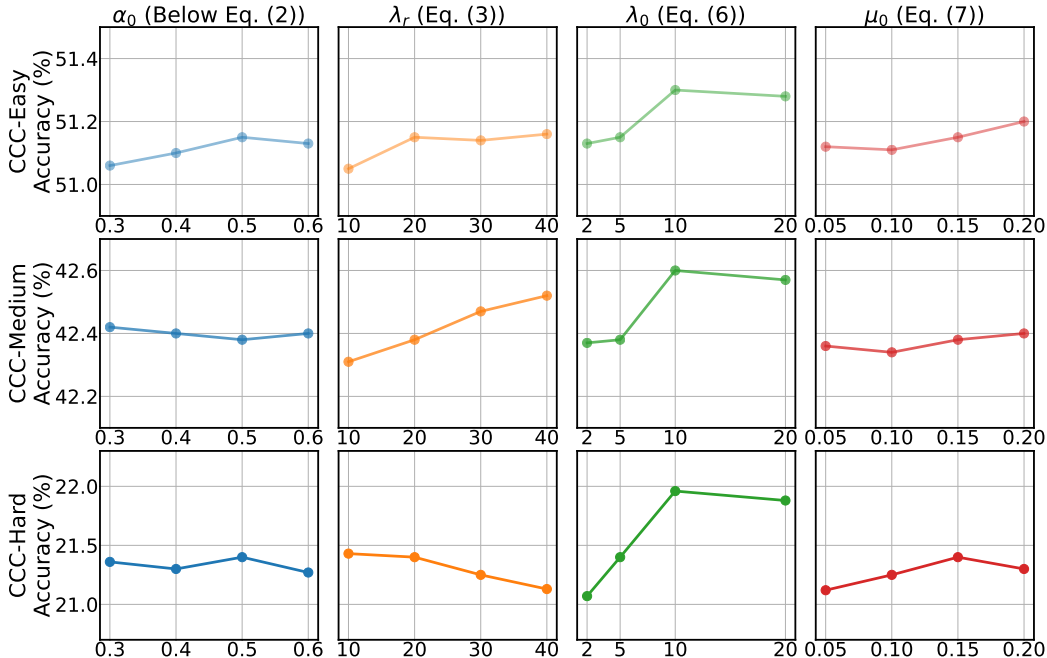 α₀ (Below Eq. (2)) λᵣ (Eq. (3)) λ₀ (Eq. (6)) μ₀ (Eq. (7))
CCC-Easy
Accuracy (%)
51.4
51.2
51.0
0.3 0.4 0.5 0.6 10 20 30 40 2 5 10 20 0.05 0.10 0.15 0.20
CCC-Medium
Accuracy (%)
42.6
42.4
42.2
0.3 0.4 0.5 0.6 10 20 30 40 2 5 10 20 0.05 0.10 0.15 0.20
CCC-Hard
Accuracy (%)
22.0
21.5
21.0
0.3 0.4 0.5 0.6 10 20 30 40 2 5 10 20 0.05 0.10 0.15 0.20